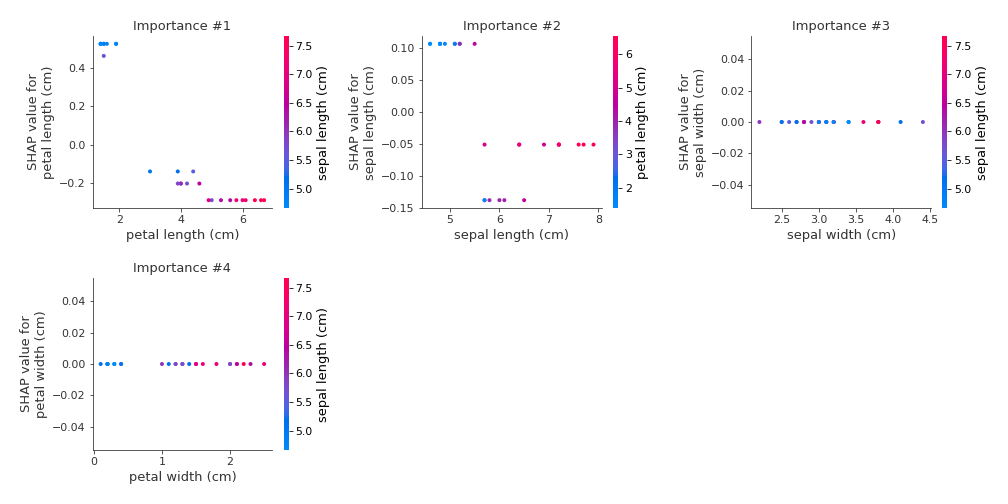 Importance #1
SHAP value for
petal length (cm)
0.4
0.2
0.0
−0.2
2
4
6
petal length (cm)
7.5
7.0
6.5
6.0
5.5
5.0
sepal length (cm)
Importance #2
SHAP value for
sepal length (cm)
0.10
0.05
0.00
−0.05
−0.10
−0.15
5
6
7
8
sepal length (cm)
6
5
4
3
2
petal length (cm)
Importance #3
SHAP value for
sepal width (cm)
0.04
0.02
0.00
−0.02
−0.04
2.5
3.0
3.5
4.0
4.5
sepal width (cm)
7.5
7.0
6.5
6.0
5.5
5.0
sepal length (cm)
Importance #4
SHAP value for
petal width (cm)
0.04
0.02
0.00
−0.02
−0.04
0
1
2
petal width (cm)
7.5
7.0
6.5
6.0
5.5
5.0
sepal length (cm)